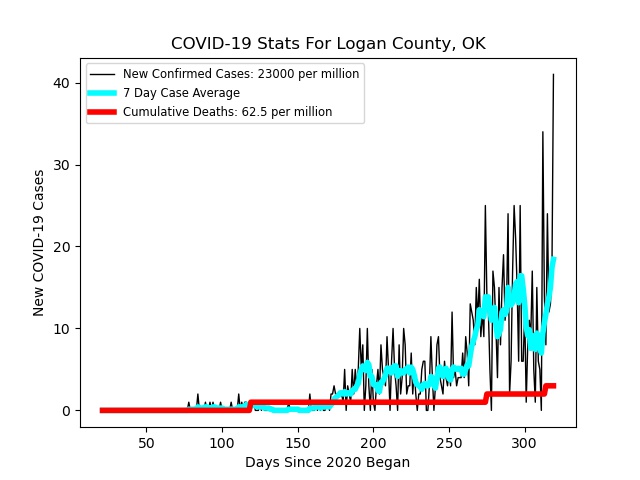 COVID-19 Stats For Logan County, OK
New Confirmed Cases: 23000 per million
7 Day Case Average
Cumulative Deaths: 62.5 per million
New COVID-19 Cases
40
30
20
10
0
50 100 150 200 250 300
Days Since 2020 Began